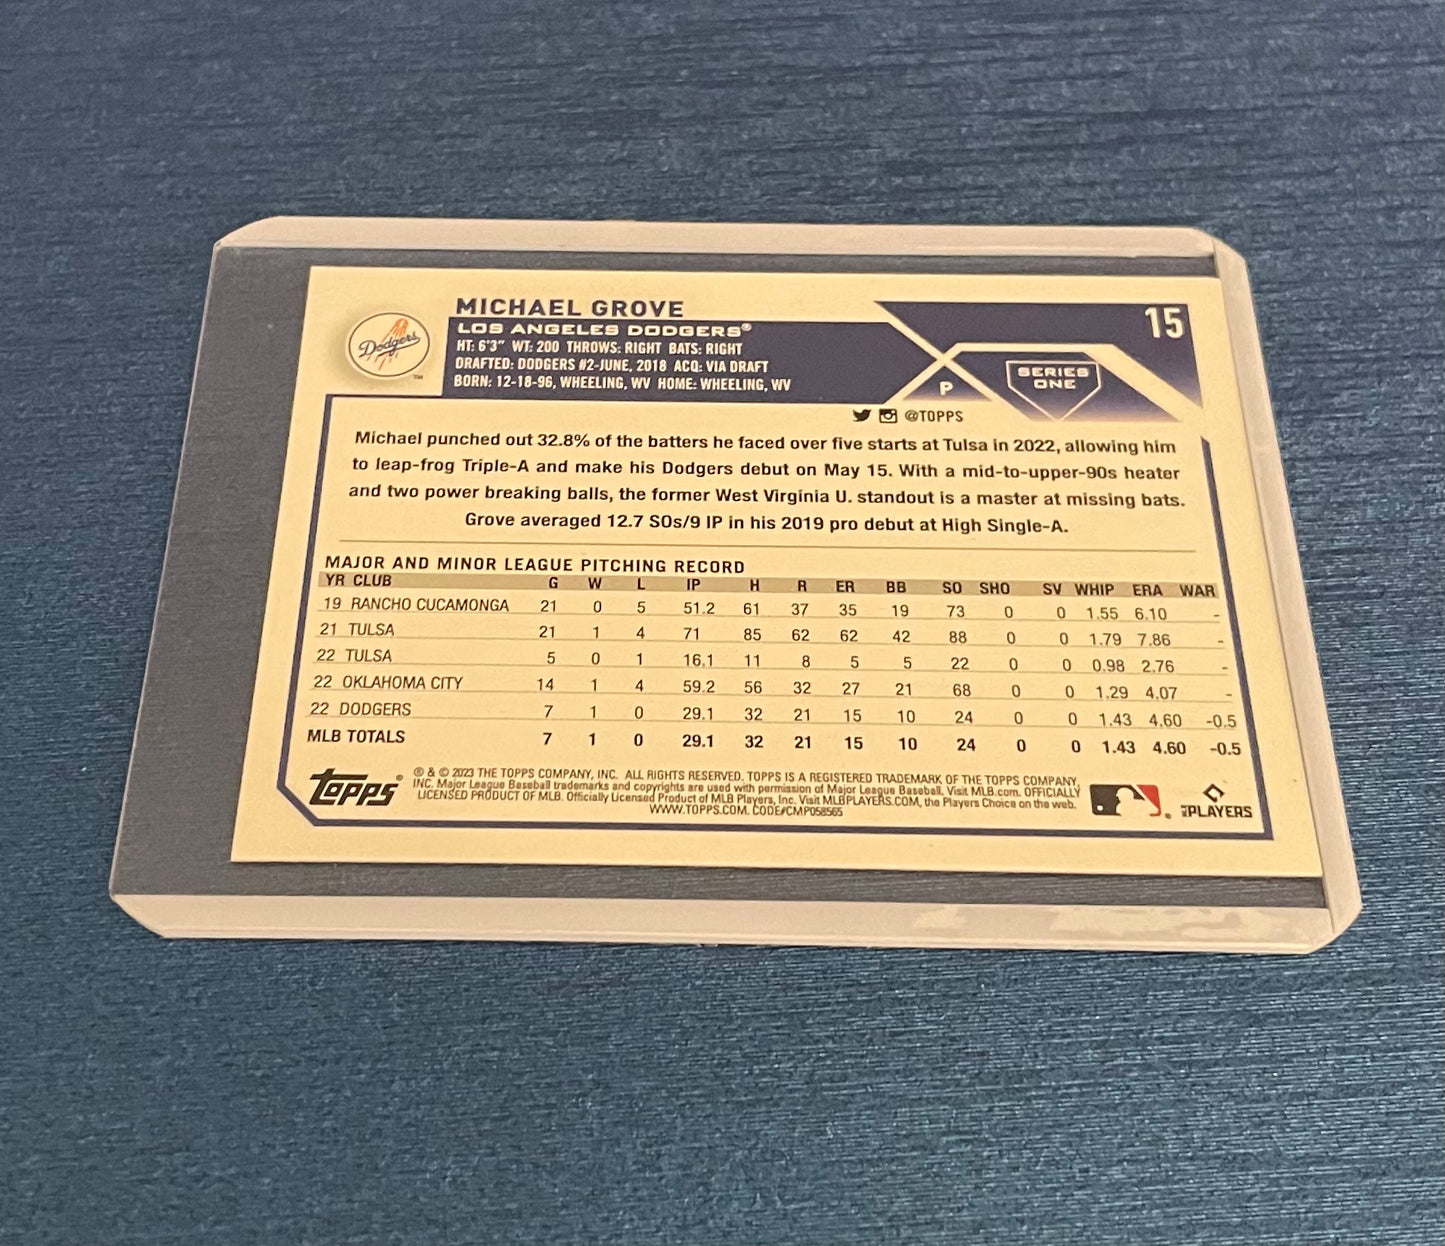 MICHAEL GROVE
15
LOS ANGELES DODGERS®
HT: 6'3" WT: 200 THROWS: RIGHT BATS: RIGHT
DRAFTED: DODGERS #2-JUNE, 2018 ACQ: VIA DRAFT
BORN: 12-18-96, WHEELING, WV HOME: WHEELING, WV
Dodgers
TM
P
SERIES
ONE
@TOPPS
Michael punched out 32.8% of the batters he faced over five starts at Tulsa in 2022, allowing him
to leap-frog Triple-A and make his Dodgers debut on May 15. With a mid-to-upper-90s heater
and two power breaking balls, the former West Virginia U. standout is a master at missing bats.
Grove averaged 12.7 SOs/9 IP in his 2019 pro debut at High Single-A.
MAJOR AND MINOR LEAGUE PITCHING RECORD
YR CLUB G W L IP H R ER BB SO SHO SV WHIP ERA WAR
19 RANCHO CUCAMONGA 21 0 5 51.2 61 37 35 19 73 0 0 1.55 6.10 -
21 TULSA 21 1 4 71 85 62 62 42 88 0 0 1.79 7.86 -
22 TULSA 5 0 1 16.1 11 8 5 5 22 0 0 0.98 2.76 -
22 OKLAHOMA CITY 14 1 4 59.2 56 32 27 21 68 0 0 1.29 4.07 -
22 DODGERS 7 1 0 29.1 32 21 15 10 24 0 0 1.43 4.60 -0.5
MLB TOTALS 7 1 0 29.1 32 21 15 10 24 0 0 1.43 4.60 -0.5
topps®
® & © 2023 THE TOPPS COMPANY, INC. ALL RIGHTS RESERVED. TOPPS IS A REGISTERED TRADEMARK OF THE TOPPS COMPANY,
INC. Major League Baseball trademarks and copyrights are used with permission of Major League Baseball. Visit MLB.com. OFFICIALLY
LICENSED PRODUCT OF MLB. Officially Licensed Product of MLB Players, Inc. Visit MLBPLAYERS.COM, the Players Choice on the web.
WWW.TOPPS.COM. CODE#CMP058565
®
MLB PLAYERS